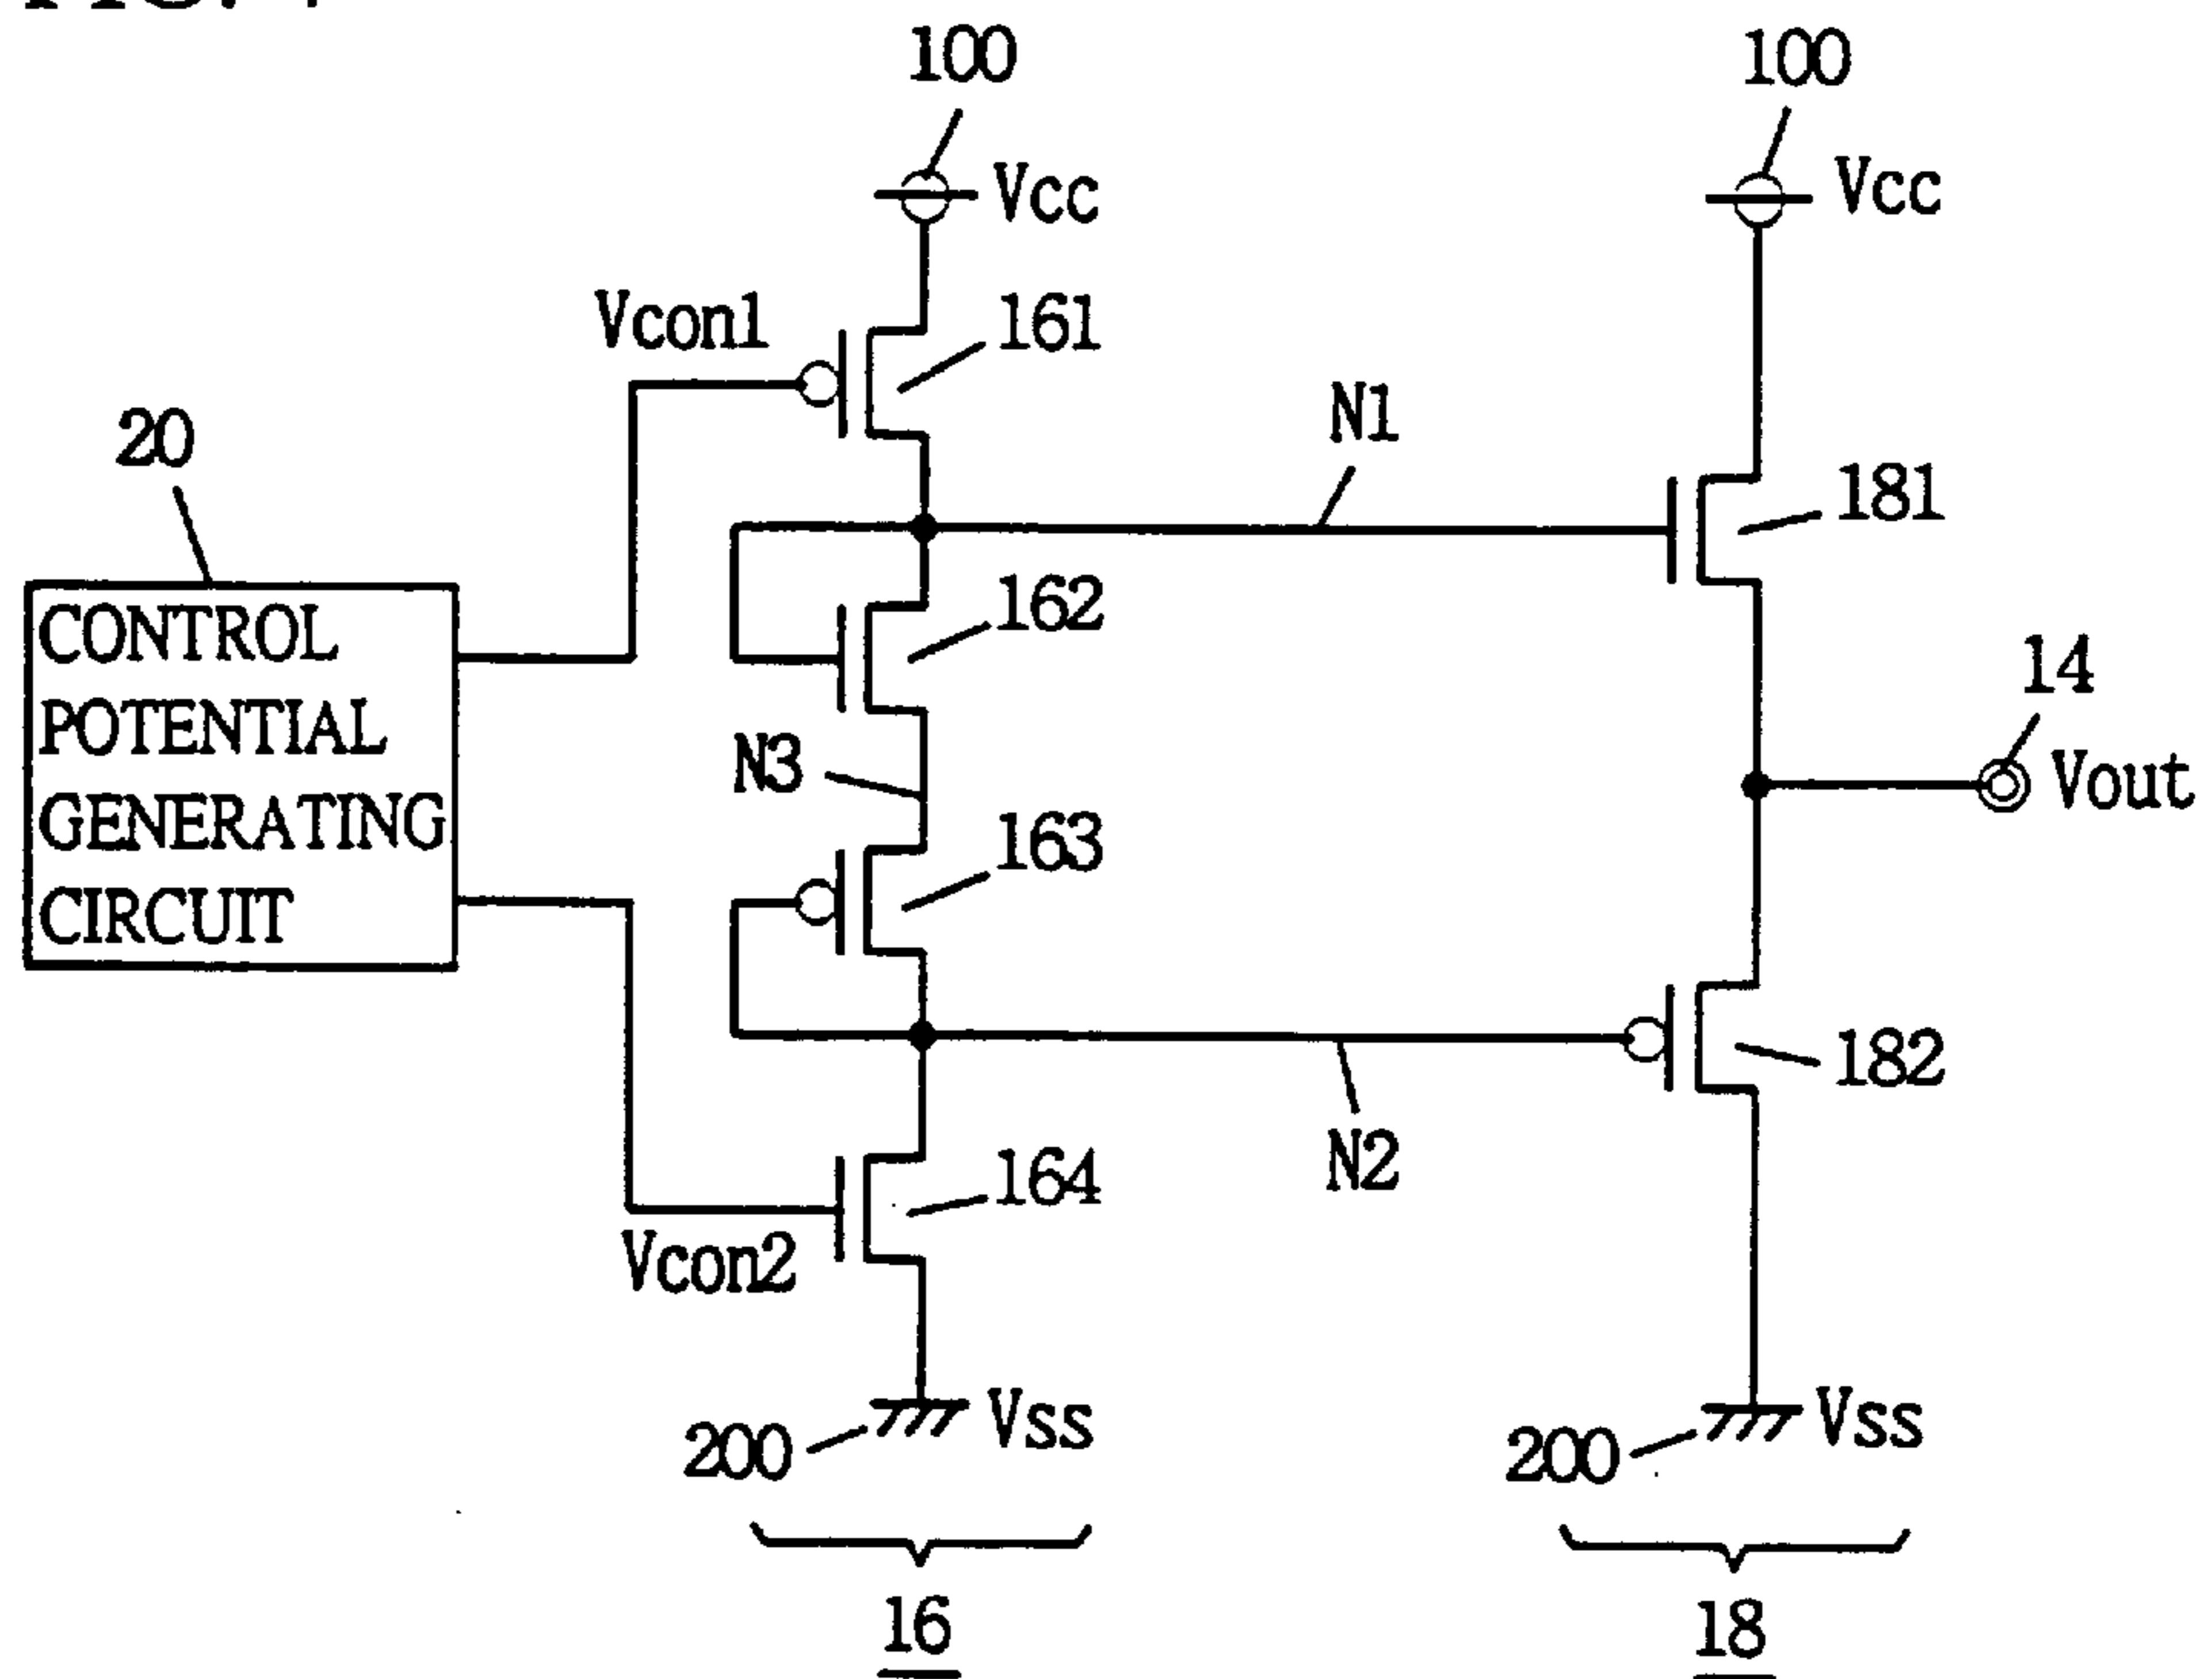 100
100
Vcc
Vcc
Vcon1
161
N1
20
181
162
CONTROL
POTENTIAL
GENERATING
CIRCUIT
14
N3
Vout
163
182
164
N2
Vcon2
Vss
Vss
200
200
16
18